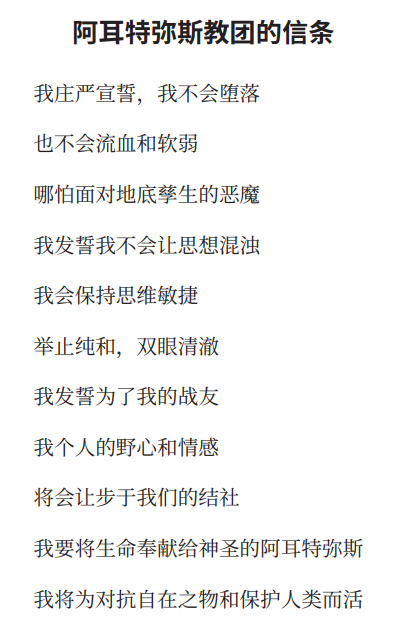 阿耳特弥斯教团的信条
我庄严宣誓，我不会堕落
也不会流血和软弱
哪怕面对地底孳生的恶魔
我发誓我不会让思想混浊
我会保持思维敏捷
举止纯和，双眼清澈
我发誓为了我的战友
我个人的野心和情感
将会让步于我们的结社
我要将生命奉献给神圣的阿耳特弥斯
我将为对抗自在之物和保护人类而活